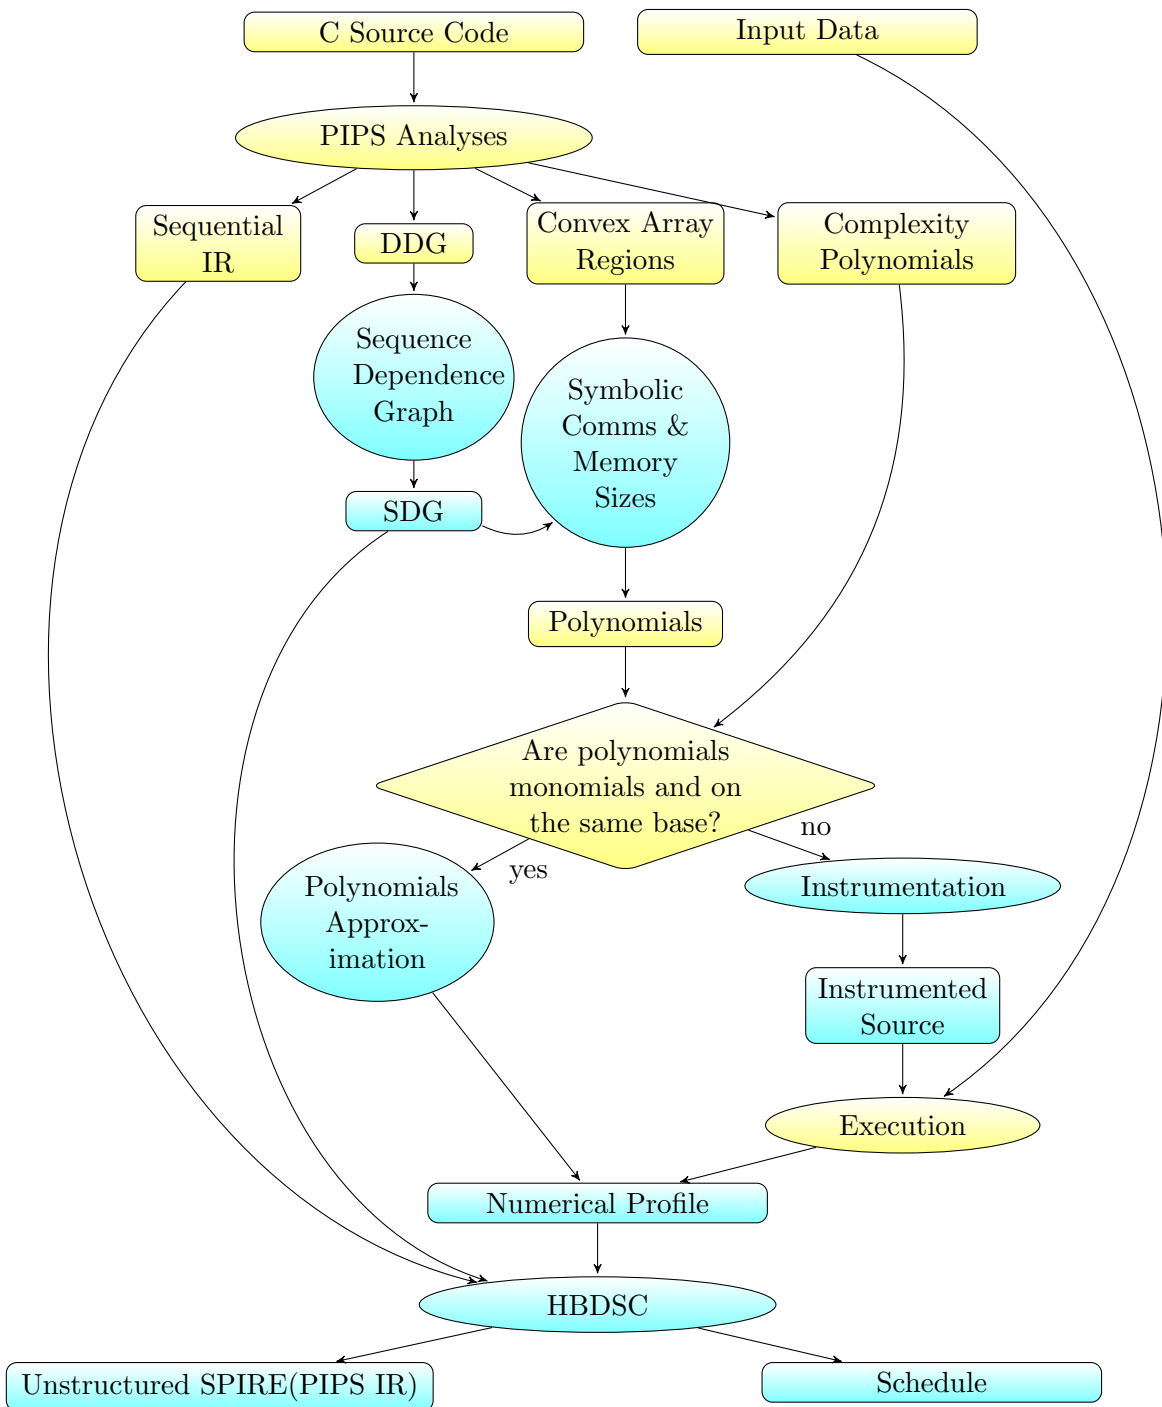 C Source Code
Input Data
PIPS Analyses
Sequential
IR
DDG
Convex Array
Regions
Complexity
Polynomials
Sequence
Dependence
Graph
Symbolic
Comms &
Memory
Sizes
SDG
Polynomials
Are polynomials
monomials and on
the same base?
yes
no
Polynomials
Approx-
imation
Instrumentation
Instrumented
Source
Execution
Numerical Profile
HBDSC
Unstructured SPIRE(PIPS IR)
Schedule